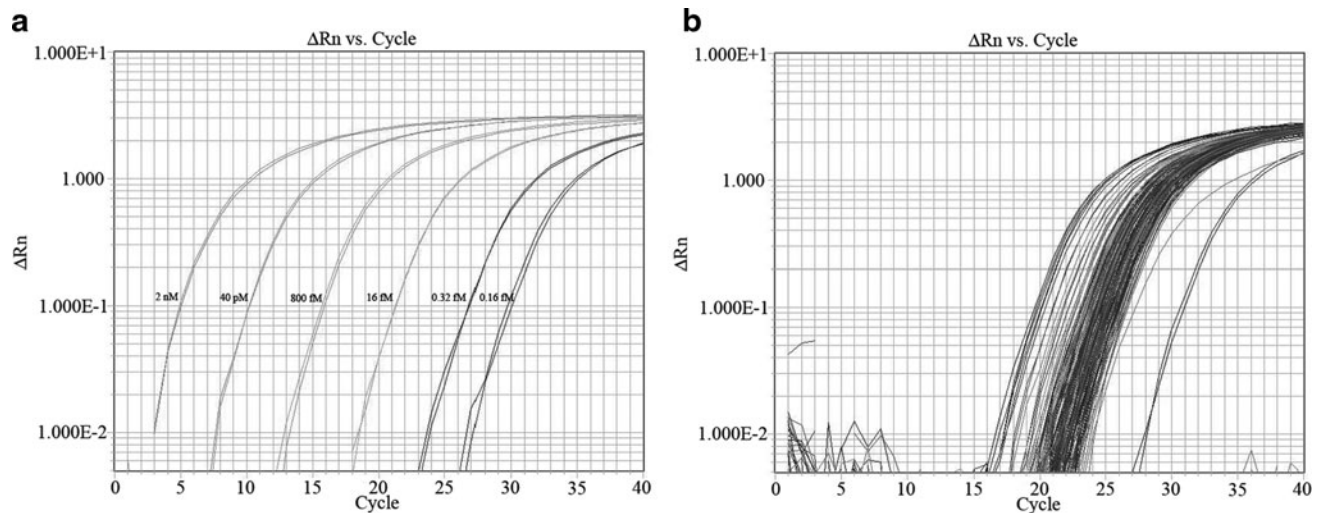 a
ΔRn vs. Cycle
1.000E+1
1.000
1.000E-1
1.000E-2
ΔRn
2 nM 40 pM 800 fM 16 fM 0.32 fM 0.16 fM
0 5 10 15 20 25 30 35 40
Cycle
b
ΔRn vs. Cycle
1.000E+1
1.000
1.000E-1
1.000E-2
ΔRn
0 5 10 15 20 25 30 35 40
Cycle